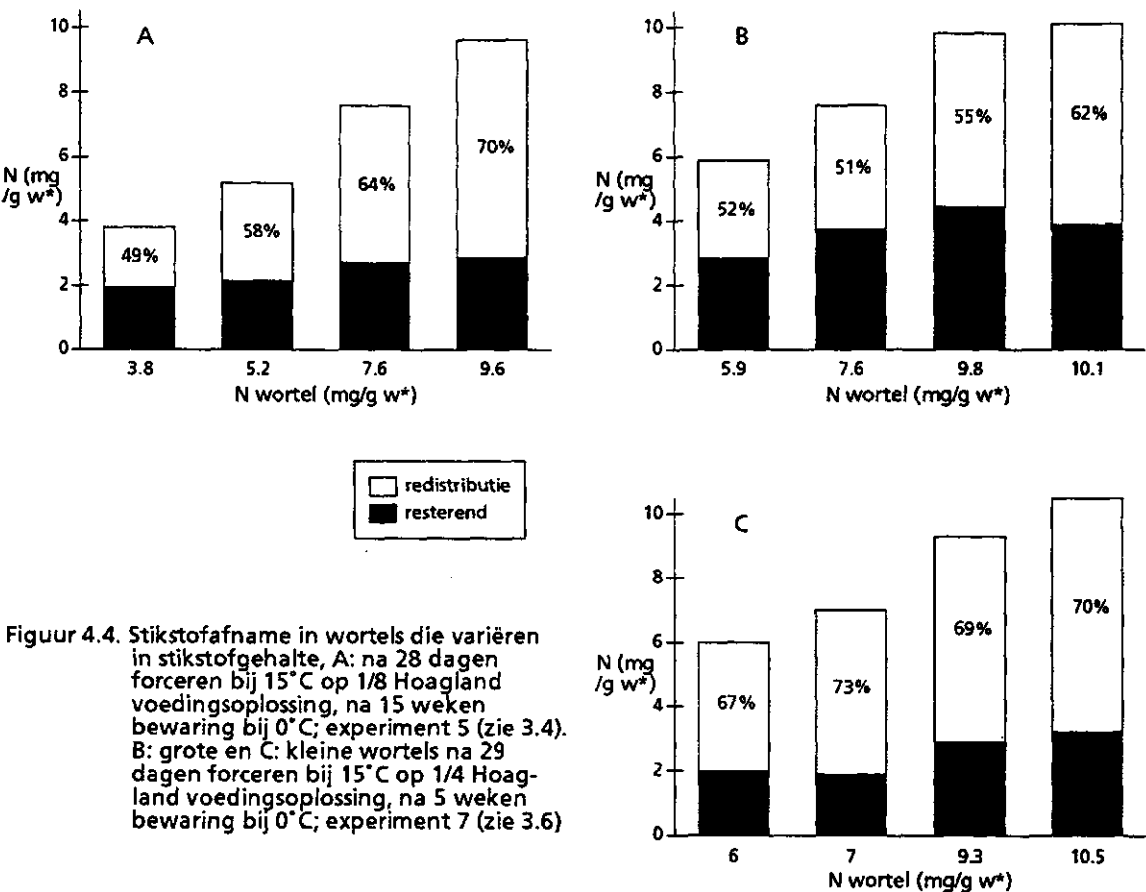 A
10
8
6
4
2
0
N (mg
/g w*)
49%
58%
64%
70%
3.8 5.2 7.6 9.6
N wortel (mg/g w*)
B
10
8
6
4
2
0
N (mg
/g w*)
52%
51%
55%
62%
5.9 7.6 9.8 10.1
N wortel (mg/g w*)
redistributie
resterend
C
10
8
6
4
2
0
N (mg
/g w*)
67%
73%
69%
70%
6 7 9.3 10.5
N wortel (mg/g w*)
Figuur 4.4. Stikstofafname in wortels die variëren
in stikstofgehalte, A: na 28 dagen
forceren bij 15°C op 1/8 Hoagland
voedingsoplossing, na 15 weken
bewaring bij 0°C; experiment 5 (zie 3.4).
B: grote en C: kleine wortels na 29
dagen forceren bij 15°C op 1/4 Hoag-
land voedingsoplossing, na 5 weken
bewaring bij 0°C; experiment 7 (zie 3.6)